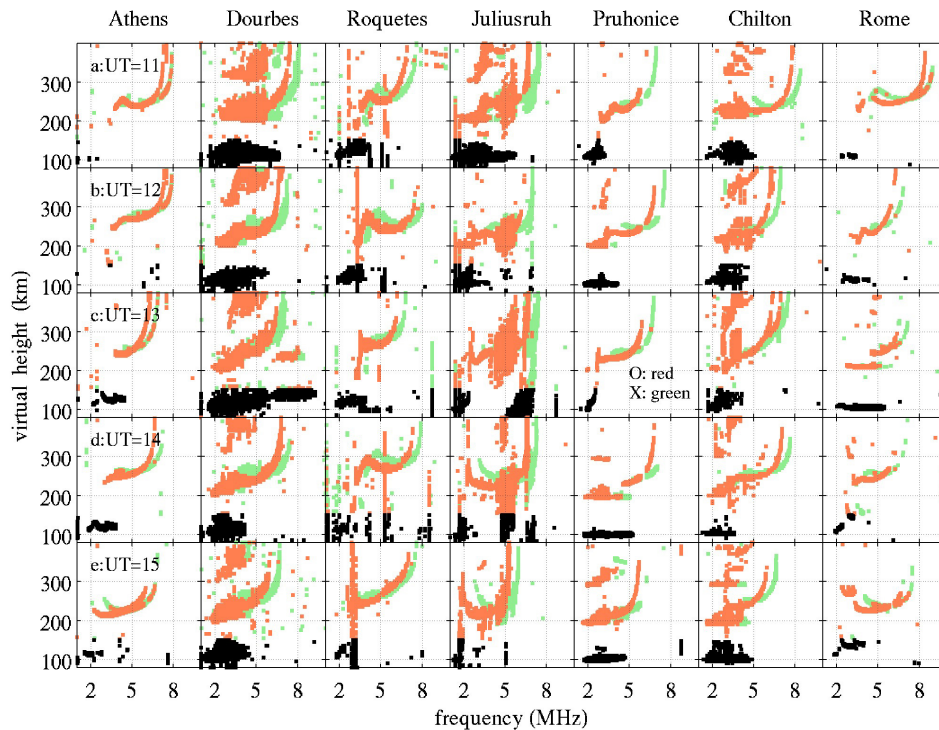 Athens Dourbes Roquetes Juliusruh Pruhonice Chilton Rome
a:UT=11
300
200
100
b:UT=12
300
200
100
c:UT=13
300
O: red
X: green
200
100
d:UT=14
300
200
100
e:UT=15
300
200
100
2 5 8 2 5 8 2 5 8 2 5 8 2 5 8 2 5 8 2 5 8
virtual height (km)
frequency (MHz)